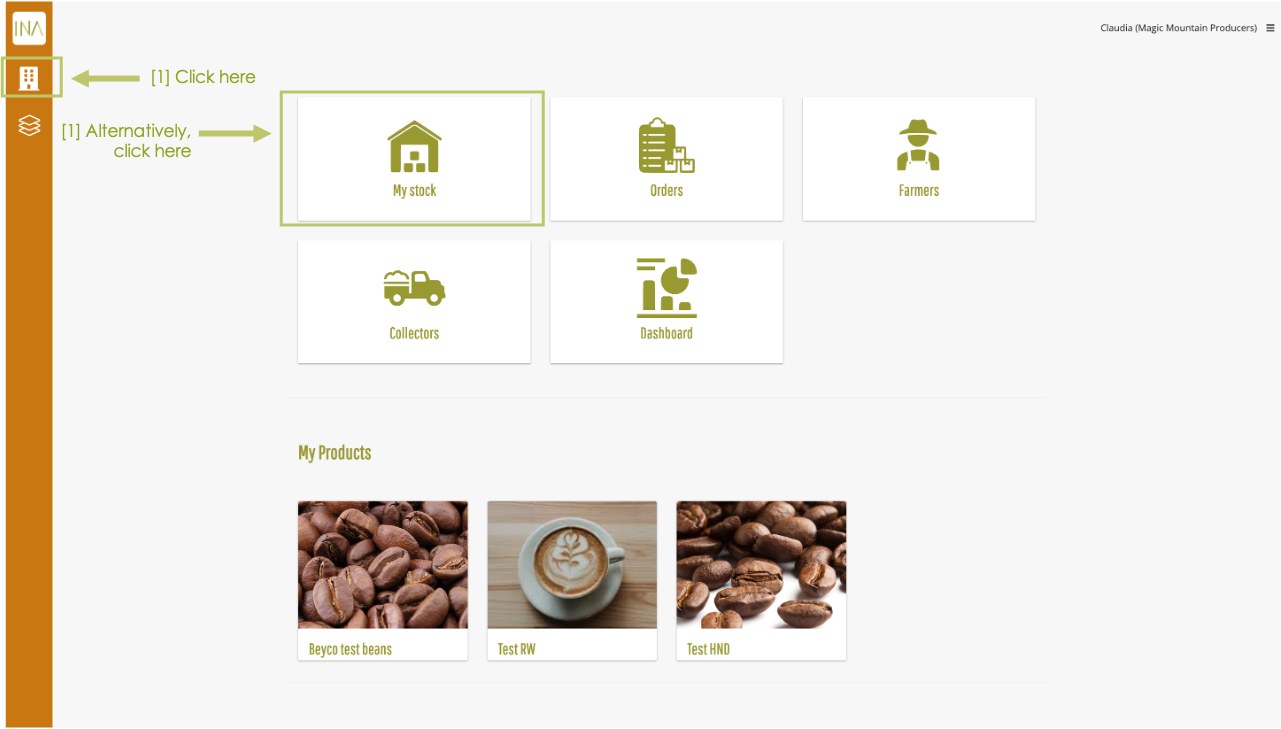 INA
Claudia (Magic Mountain Producers)
[1] Click here
[1] Alternatively,
click here
My stock
Orders
Farmers
Collectors
Dashboard
My Products
Beyco test beans
Test RW
Test HND